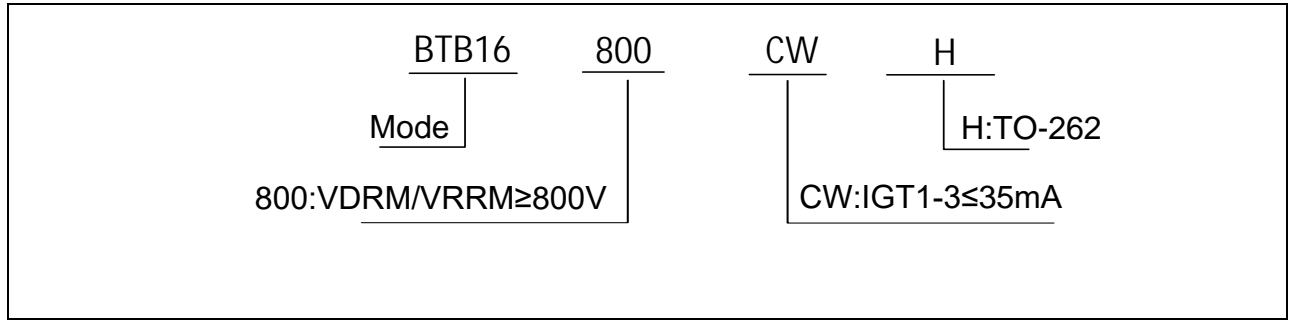 BTB16 800 CW H
Mode H:TO-262
800:VDRM/VRRM≥800V CW:IGT1-3≤35mA